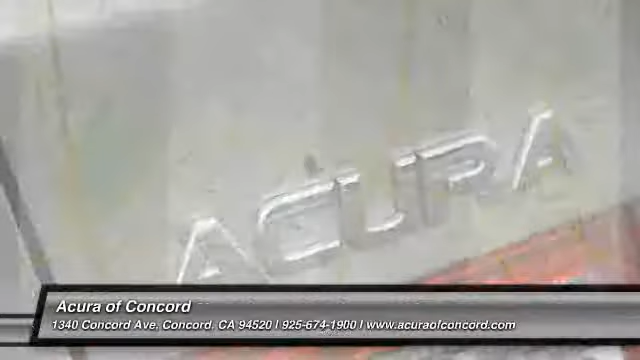 ACURA
Acura of Concord
1340 Concord Ave, Concord, CA 94520 | 925-674-1900 | www.acuraofconcord.com